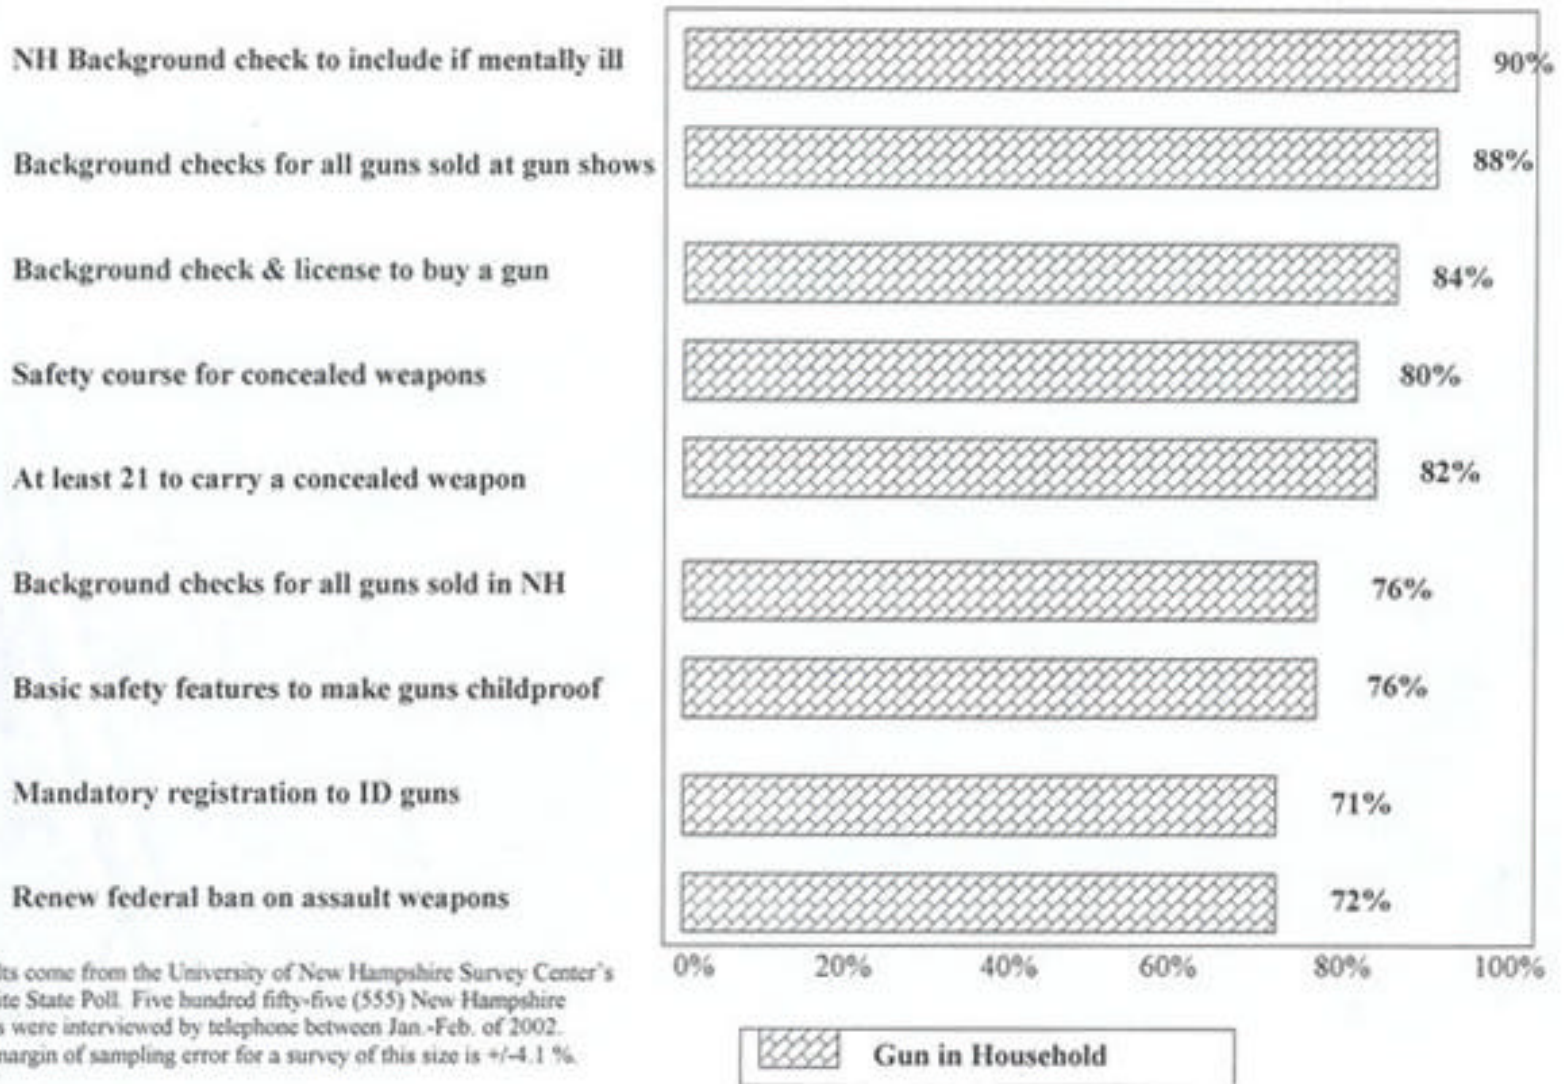 NH Background check to include if mentally ill 90%
Background checks for all guns sold at gun shows 88%
Background check & license to buy a gun 84%
Safety course for concealed weapons 80%
At least 21 to carry a concealed weapon 82%
Background checks for all guns sold in NH 76%
Basic safety features to make guns childproof 76%
Mandatory registration to ID guns 71%
Renew federal ban on assault weapons 72%
0% 20% 40% 60% 80% 100%
come from the University of New Hampshire Survey Center's
State Poll. Five hundred fifty-five (555) New Hampshire
were interviewed by telephone between Jan.-Feb. of 2002.
margin of sampling error for a survey of this size is +/-4.1 %.
Gun in Household